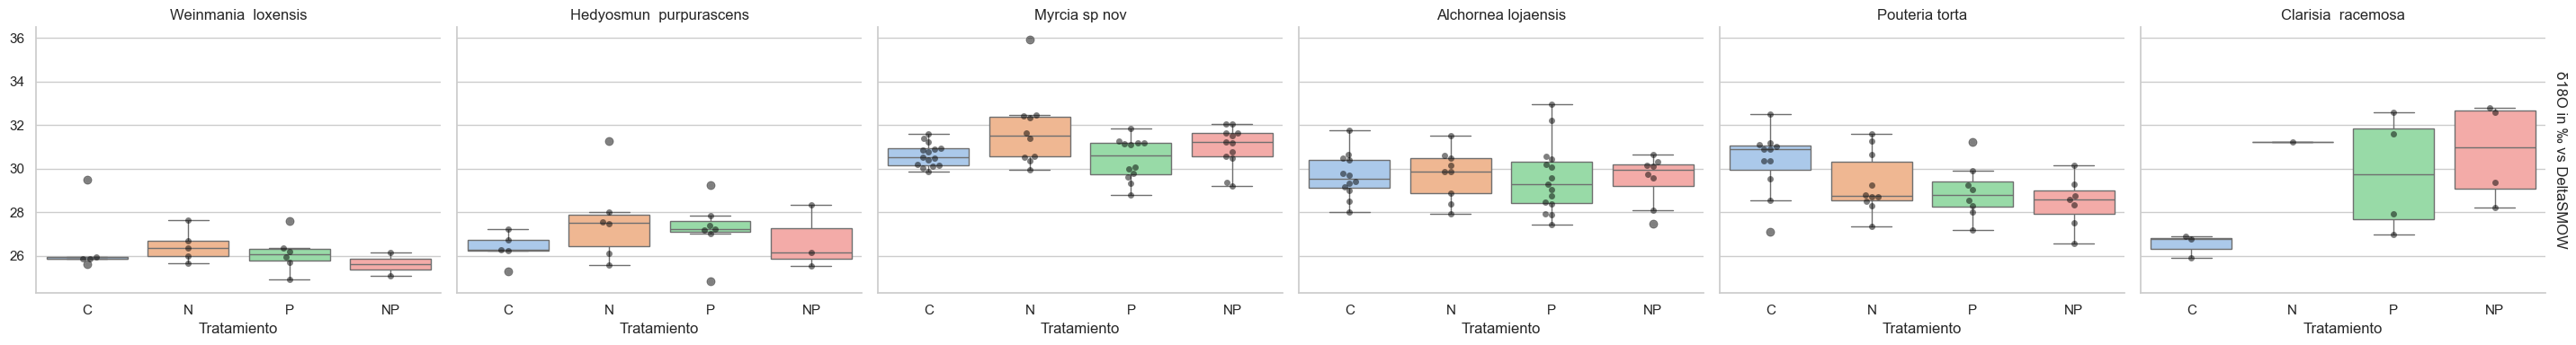 Weinmania  loxensis
Hedyosmun  purpurascens
Myrcia sp nov
Alchornea lojaensis
Pouteria torta
Clarisia  racemosa
36
34
32
30
28
26
C N P NP
C N P NP
C N P NP
C N P NP
C N P NP
C N P NP
Tratamiento
Tratamiento
Tratamiento
Tratamiento
Tratamiento
Tratamiento
δ18O in ‰ vs DeltaSMOW